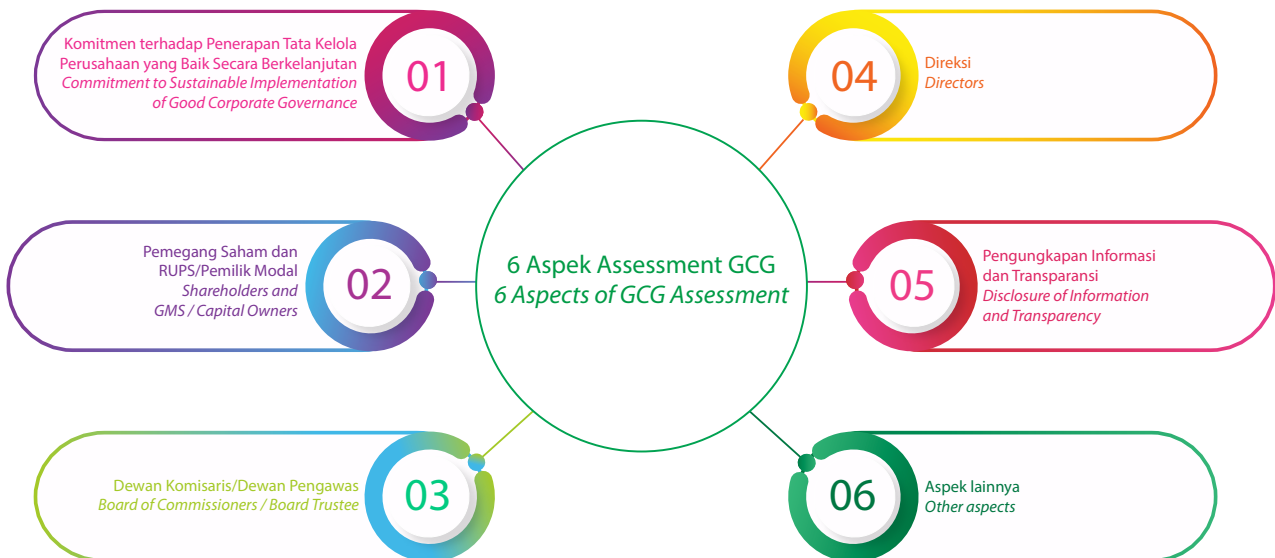 Komitmen terhadap Penerapan Tata Kelola
Perusahaan yang Baik Secara Berkelanjutan
Commitment to Sustainable Implementation
of Good Corporate Governance
01
Pemegang Saham dan
RUPS/Pemilik Modal
Shareholders and
GMS / Capital Owners
02
Dewan Komisaris/Dewan Pengawas
Board of Commissioners / Board Trustee
03
6 Aspek Assessment GCG
6 Aspects of GCG Assessment
04
Direksi
Directors
05
Pengungkapan Informasi
dan Transparansi
Disclosure of Information
and Transparency
06
Aspek lainnya
Other aspects